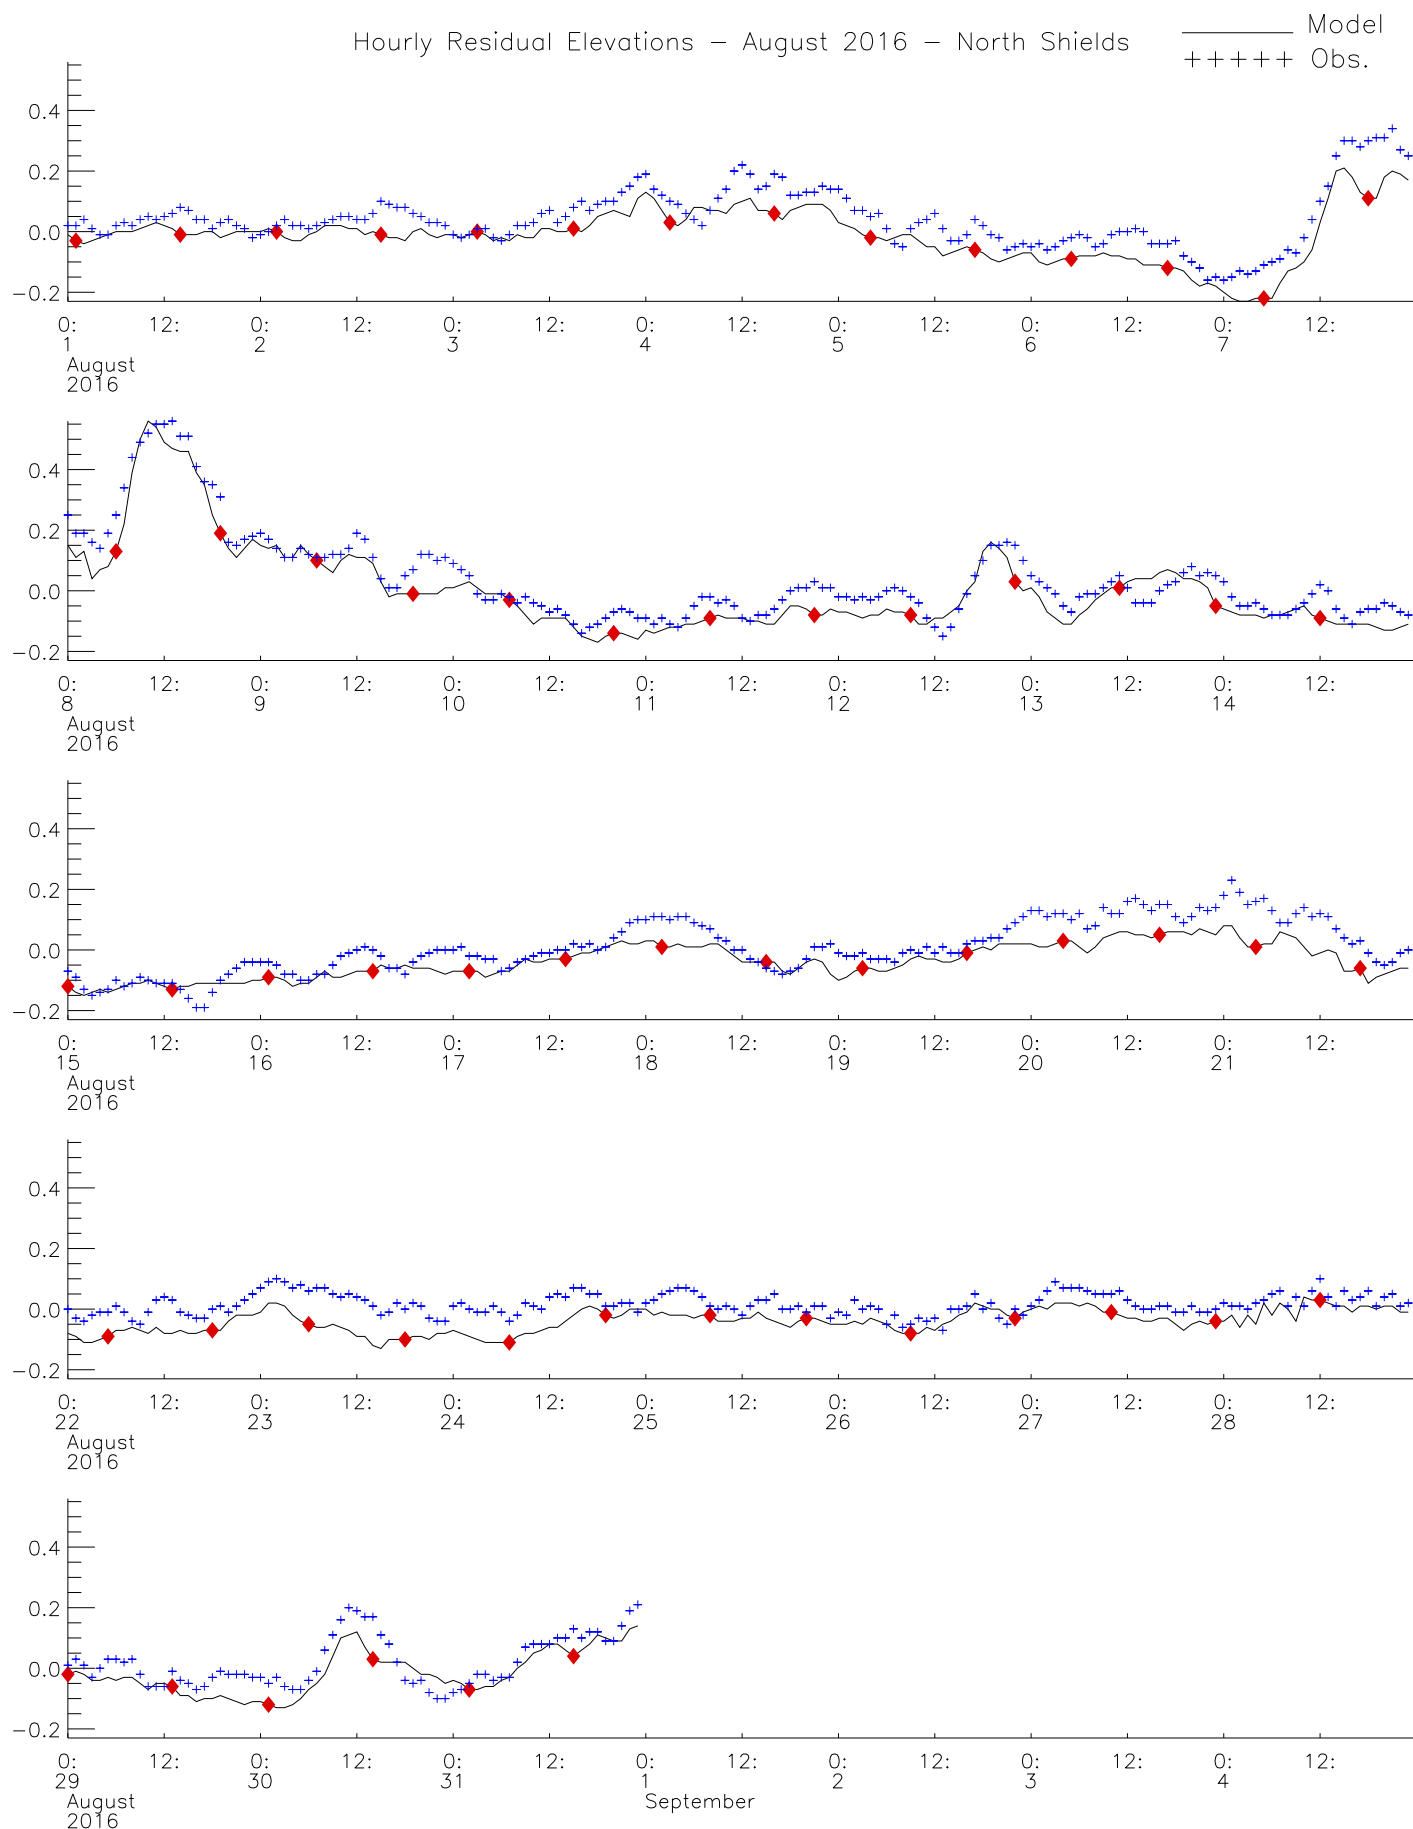 Hourly Residual Elevations – August 2016 – North Shields
Model
+++++ Obs.
0.4
0.2
0.0
−0.2
0: 12: 0: 12: 0: 12: 0: 12: 0: 12: 0: 12: 0: 12:
1 2 3 4 5 6 7
August
2016
0.4
0.2
0.0
−0.2
0: 12: 0: 12: 0: 12: 0: 12: 0: 12: 0: 12: 0: 12:
8 9 10 11 12 13 14
August
2016
0.4
0.2
0.0
−0.2
0: 12: 0: 12: 0: 12: 0: 12: 0: 12: 0: 12: 0: 12:
15 16 17 18 19 20 21
August
2016
0.4
0.2
0.0
−0.2
0: 12: 0: 12: 0: 12: 0: 12: 0: 12: 0: 12: 0: 12:
22 23 24 25 26 27 28
August
2016
0.4
0.2
0.0
−0.2
0: 12: 0: 12: 0: 12: 0: 12: 0: 12: 0: 12: 0: 12:
29 30 31 1 2 3 4
August September
2016